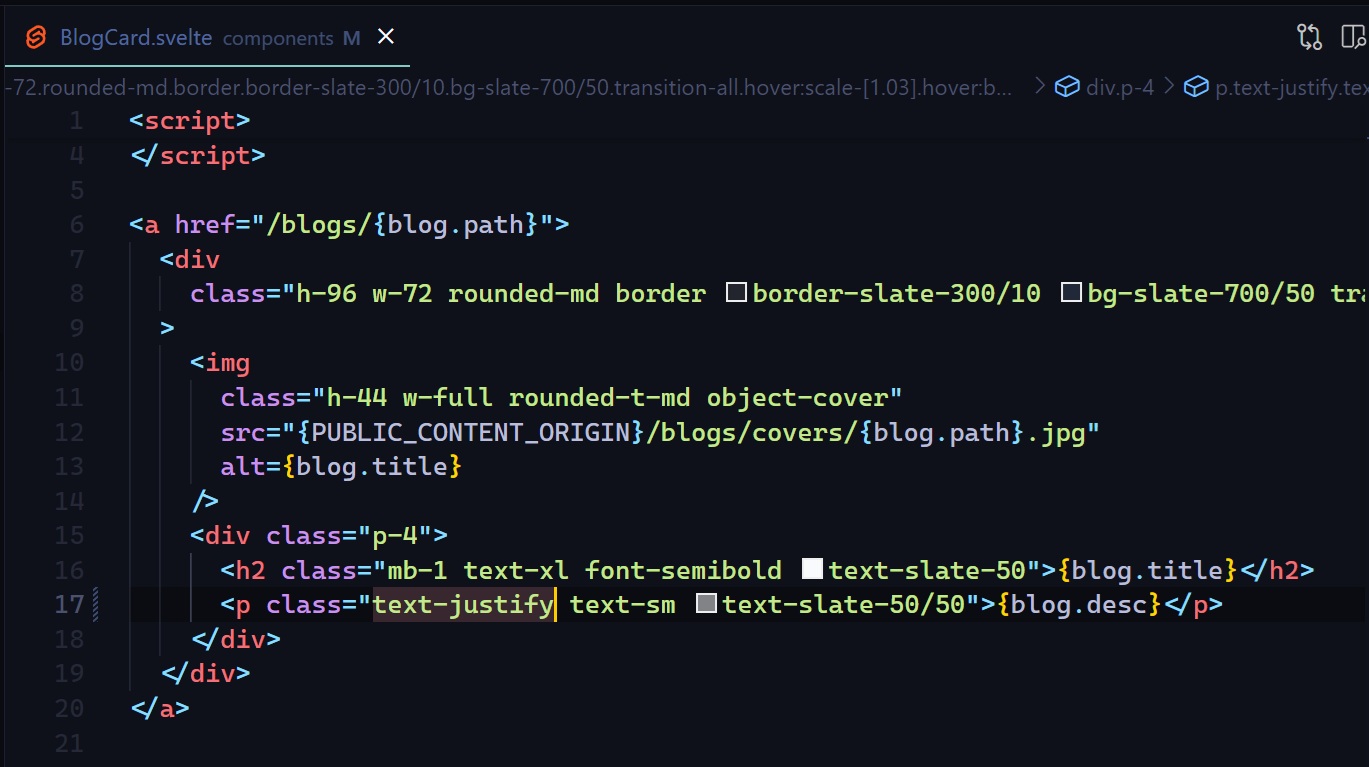 BlogCard.svelte components M
-72.rounded-md.border.border-slate-300/10.bg-slate-700/50.transition-all.hover:scale-[1.03].hover:b... > div.p-4 > p.text-justify.tex
1 <script>
4 </script>
5
6 <a href="/blogs/{blog.path}">
7 <div
8 class="h-96 w-72 rounded-md border border-slate-300/10 bg-slate-700/50 tra
9 >
10 <img
11 class="h-44 w-full rounded-t-md object-cover"
12 src="{PUBLIC_CONTENT_ORIGIN}/blogs/covers/{blog.path}.jpg"
13 alt={blog.title}
14 />
15 <div class="p-4">
16 <h2 class="mb-1 text-xl font-semibold text-slate-50">{blog.title}</h2>
17 <p class="text-justify text-sm text-slate-50/50">{blog.desc}</p>
18 </div>
19 </div>
20 </a>
21